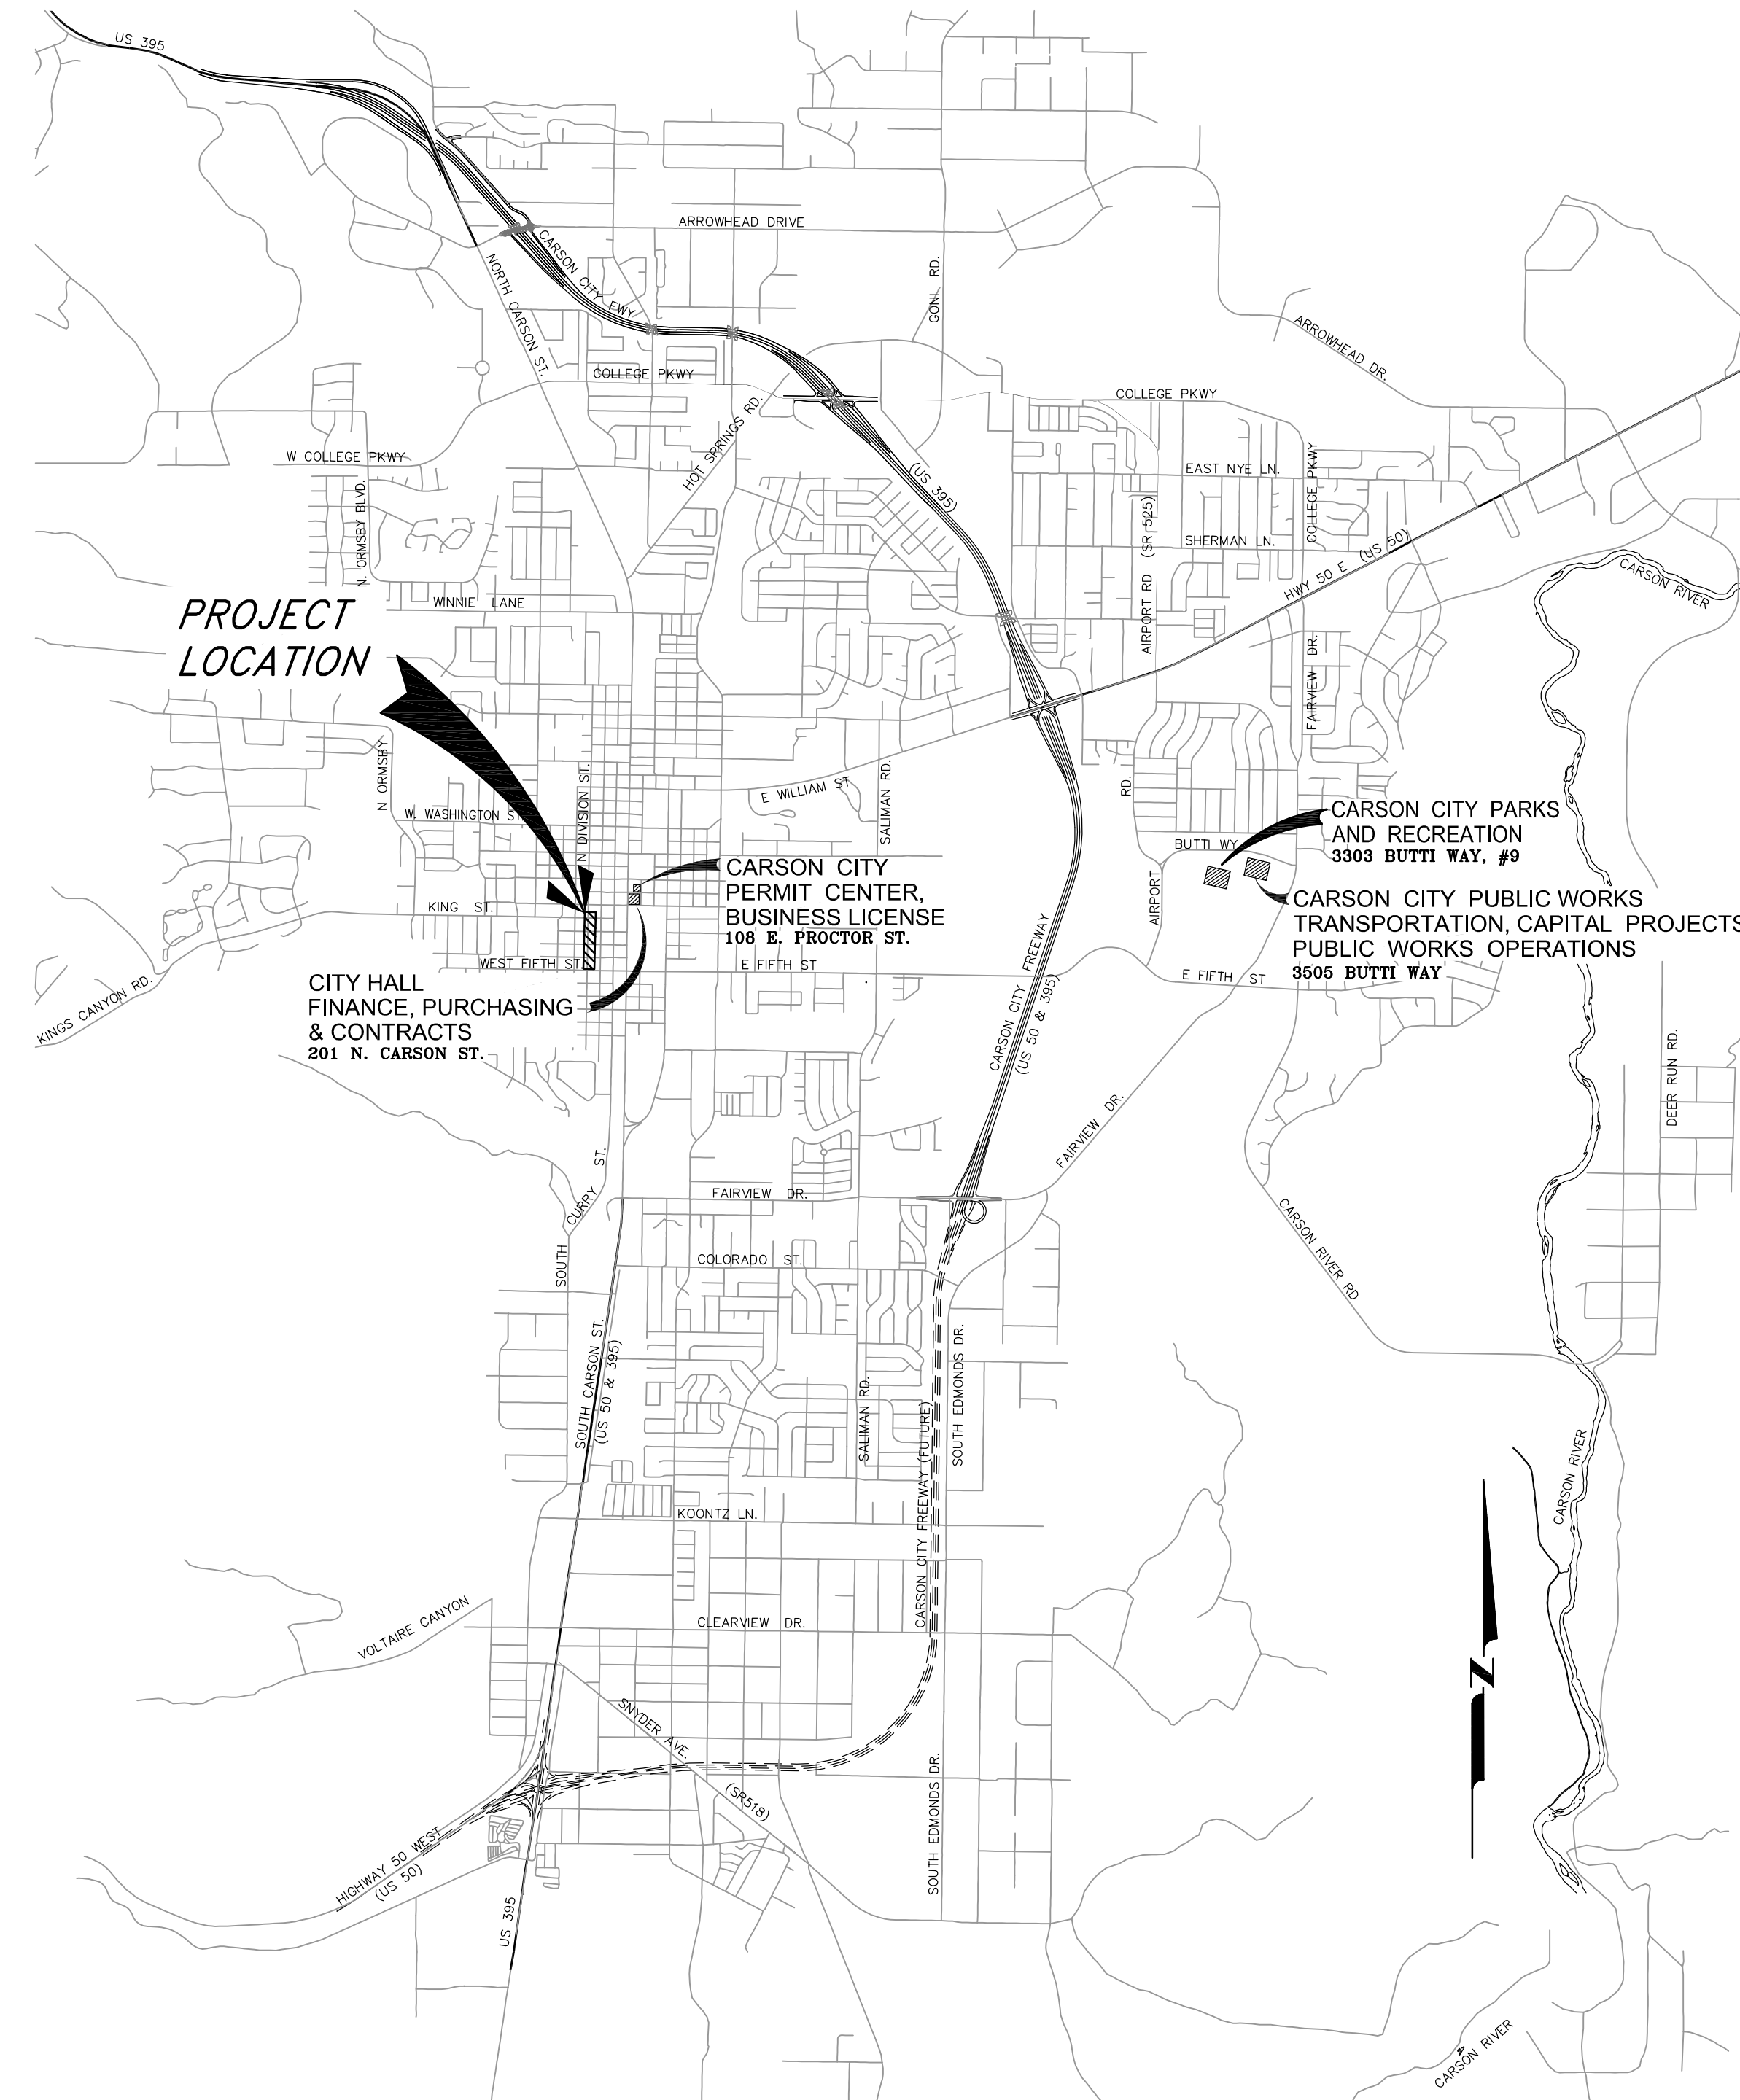 US 395
ARROWHEAD DRIVE
CARSON CITY FWY
NORTH CARSON ST.
GONI RD.
ARROWHEAD DR.
COLLEGE PKWY
COLLEGE PKWY
HOT SPRINGS RD.
W COLLEGE PKWY
N. ORMSBY BLVD.
(US 395)
EAST NYE LN.
COLLEGE PKWY
AIRPORT RD (SR 525)
SHERMAN LN.
HWY 50 E (US 50)
CARSON RIVER
WINNIE LANE
PROJECT
LOCATION
FAIRVIEW DR.
N ORMSBY
N DIVISION ST.
E WILLIAM ST
SALIMAN RD.
RD.
W. WASHINGTON ST.
CARSON CITY PARKS
AND RECREATION
3303 BUTTI WAY, #9
BUTTI WY
AIRPORT
CARSON CITY
PERMIT CENTER,
BUSINESS LICENSE
108 E. PROCTOR ST.
CARSON CITY PUBLIC WORKS
TRANSPORTATION, CAPITAL PROJECTS
PUBLIC WORKS OPERATIONS
3505 BUTTI WAY
KING ST.
WEST FIFTH ST
E FIFTH ST
E FIFTH ST
CITY HALL
FINANCE, PURCHASING
& CONTRACTS
201 N. CARSON ST.
KINGS CANYON RD.
CARSON CITY FREEWAY
(US 50 & 395)
DEER RUN RD.
FAIRVIEW DR.
SOUTH CURRY ST.
FAIRVIEW DR.
CARSON RIVER RD
COLORADO ST.
SOUTH CARSON ST.
(US 50 & 395)
SALIMAN RD.
CARSON CITY FREEWAY (FUTURE)
SOUTH EDMONDS DR.
CARSON RIVER
KOONTZ LN.
VOLTAIRE CANYON
CLEARVIEW DR.
N
SNYDER AVE.
(SR518)
SOUTH EDMONDS DR.
HIGHWAY 50 WEST
(US 50)
US 395
CARSON RIVER